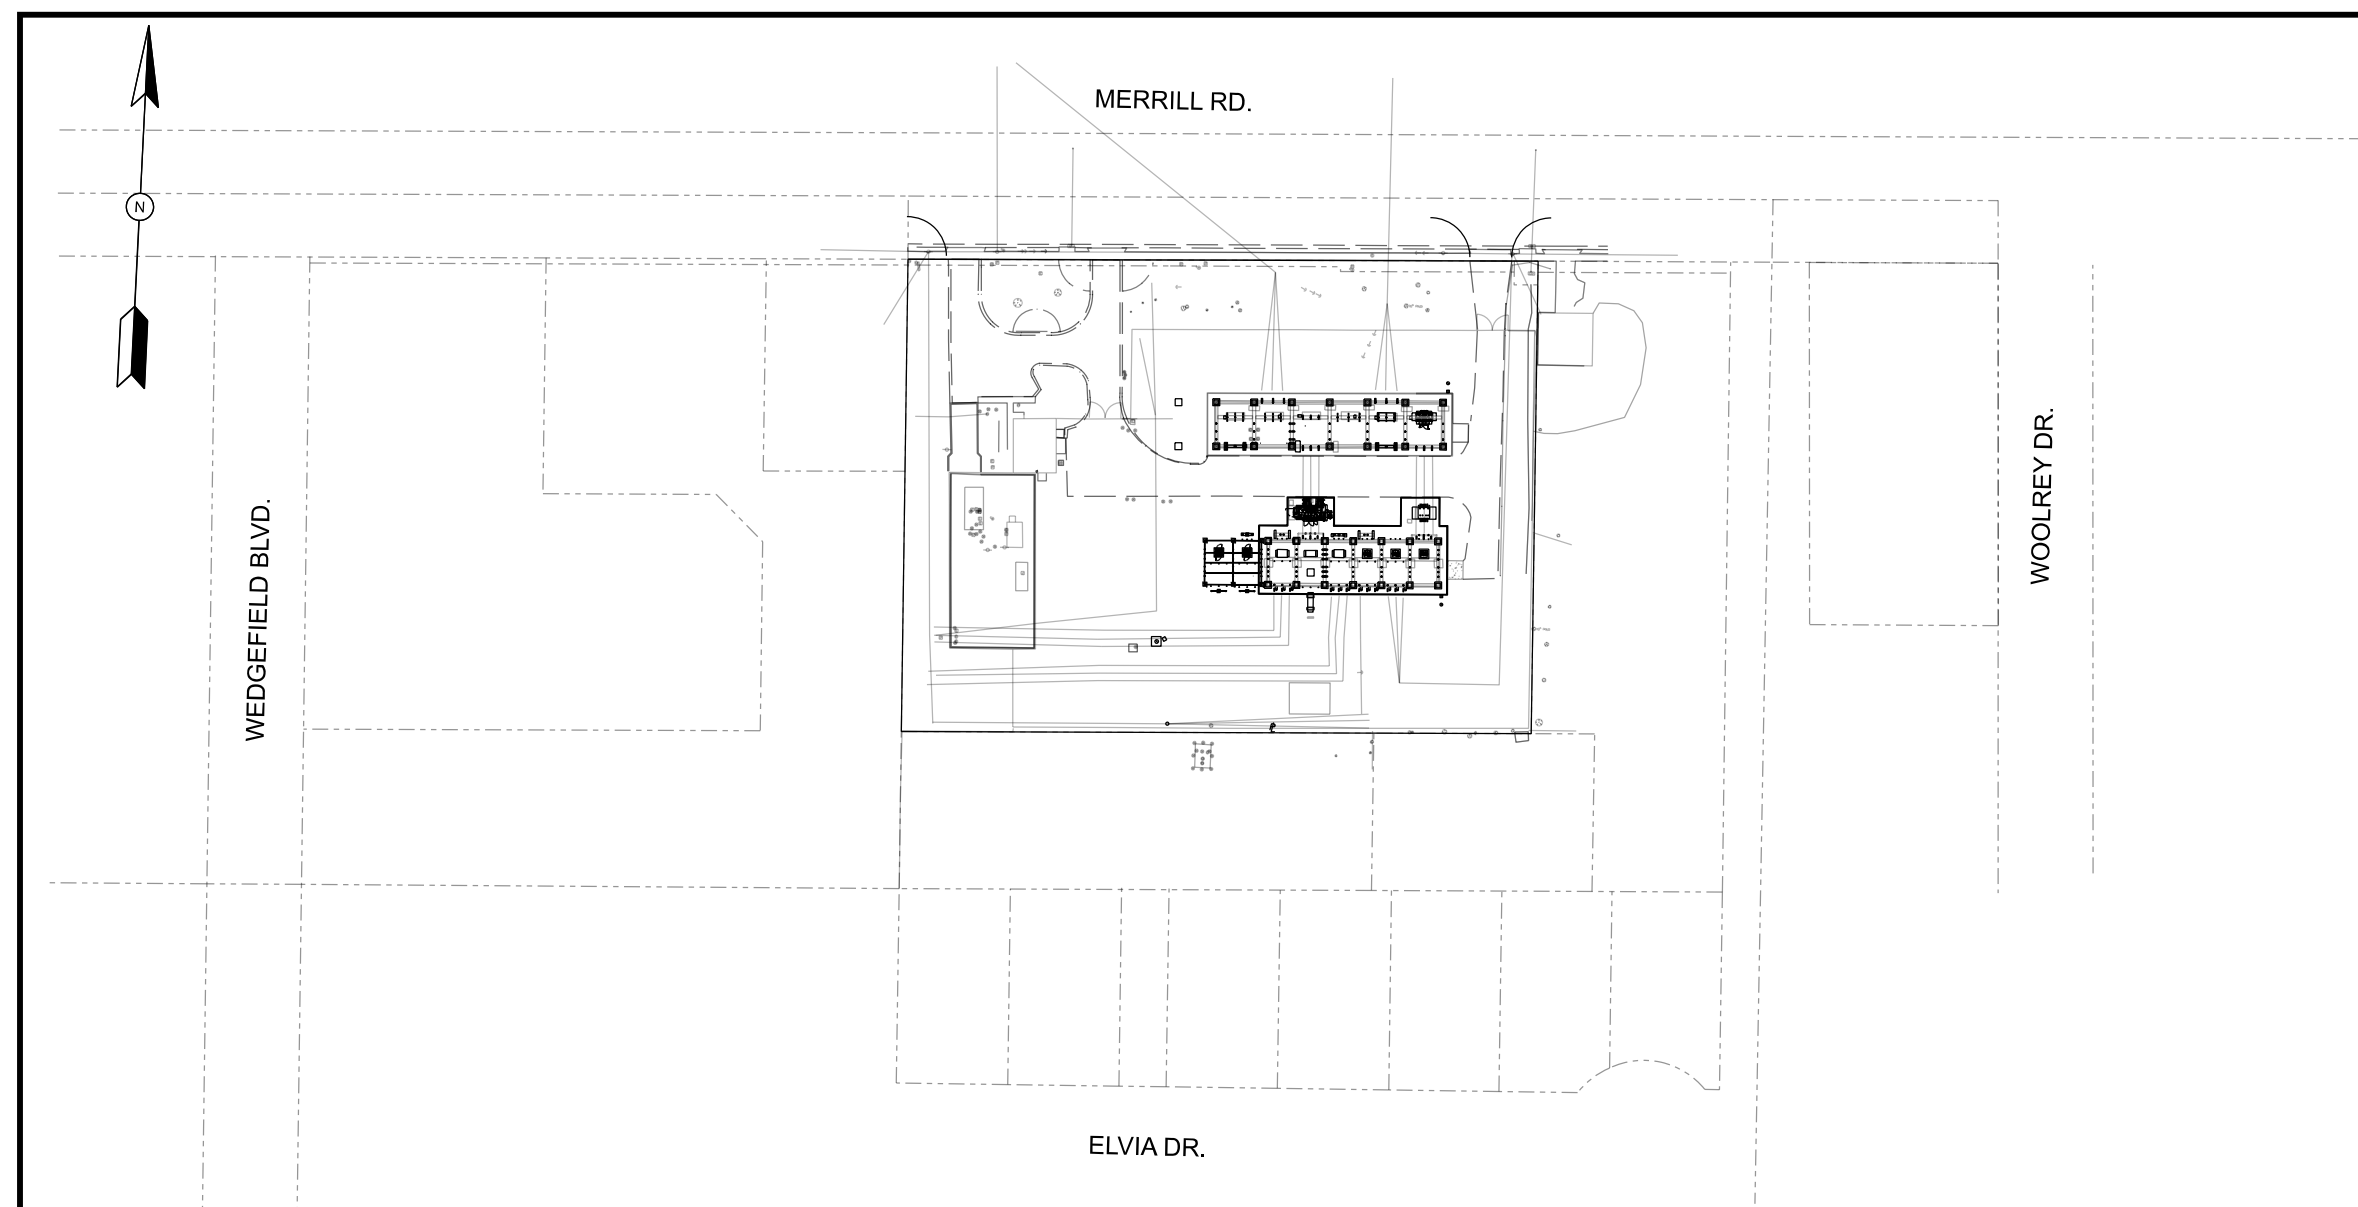 MERRILL RD.
N
WEDGEFIELD BLVD.
WOOLREY DR.
ELVIA DR.